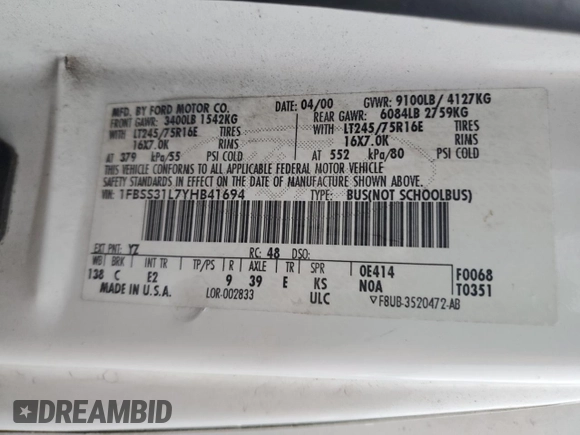 MFD. BY FORD MOTOR CO. DATE: 04/00 GVWR: 9100LB/ 4127KG
FRONT GAWR: 3400LB 1542KG REAR GAWR: 6084LB 2759KG
WITH LT245/75R16E TIRES WITH LT245/75R16E TIRES
16X7.0K RIMS 16X7.0K RIMS
AT 379 kPa/55 PSI COLD AT 552 kPa/80 PSI COLD
THIS VEHICLE CONFORMS TO ALL APPLICABLE FEDERAL MOTOR VEHICLE
SAFETY STANDARDS IN EFFECT ON THE DATE OF MANUFACTURE SHOWN ABOVE.
VIN: 1FBSS31L7YHB41694 TYPE: BUS(NOT SCHOOLBUS)
EXT PNT: YZ RC: 48 DSO:
WB BRK INT TR TP/PS R AXLE TR SPR 0E414 F0068
138 C E2 9 39 E KS N0A T0351
MADE IN U.S.A. LOR-002833 ULC F8UB-3520472-AB
DREAMBID